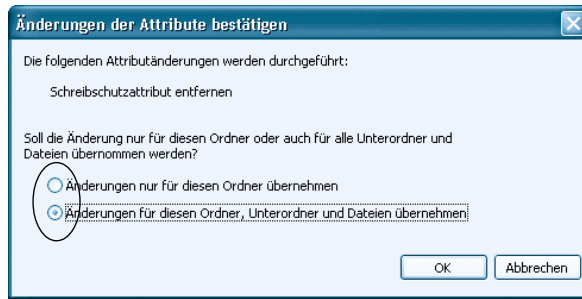 Änderungen der Attribute bestätigen
Die folgenden Attributänderungen werden durchgeführt:
Schreibschutzattribut entfernen
Soll die Änderung nur für diesen Ordner oder auch für alle Unterordner und
Dateien übernommen werden?
Änderungen nur für diesen Ordner übernehmen
Änderungen für diesen Ordner, Unterordner und Dateien übernehmen
OK
Abbrechen